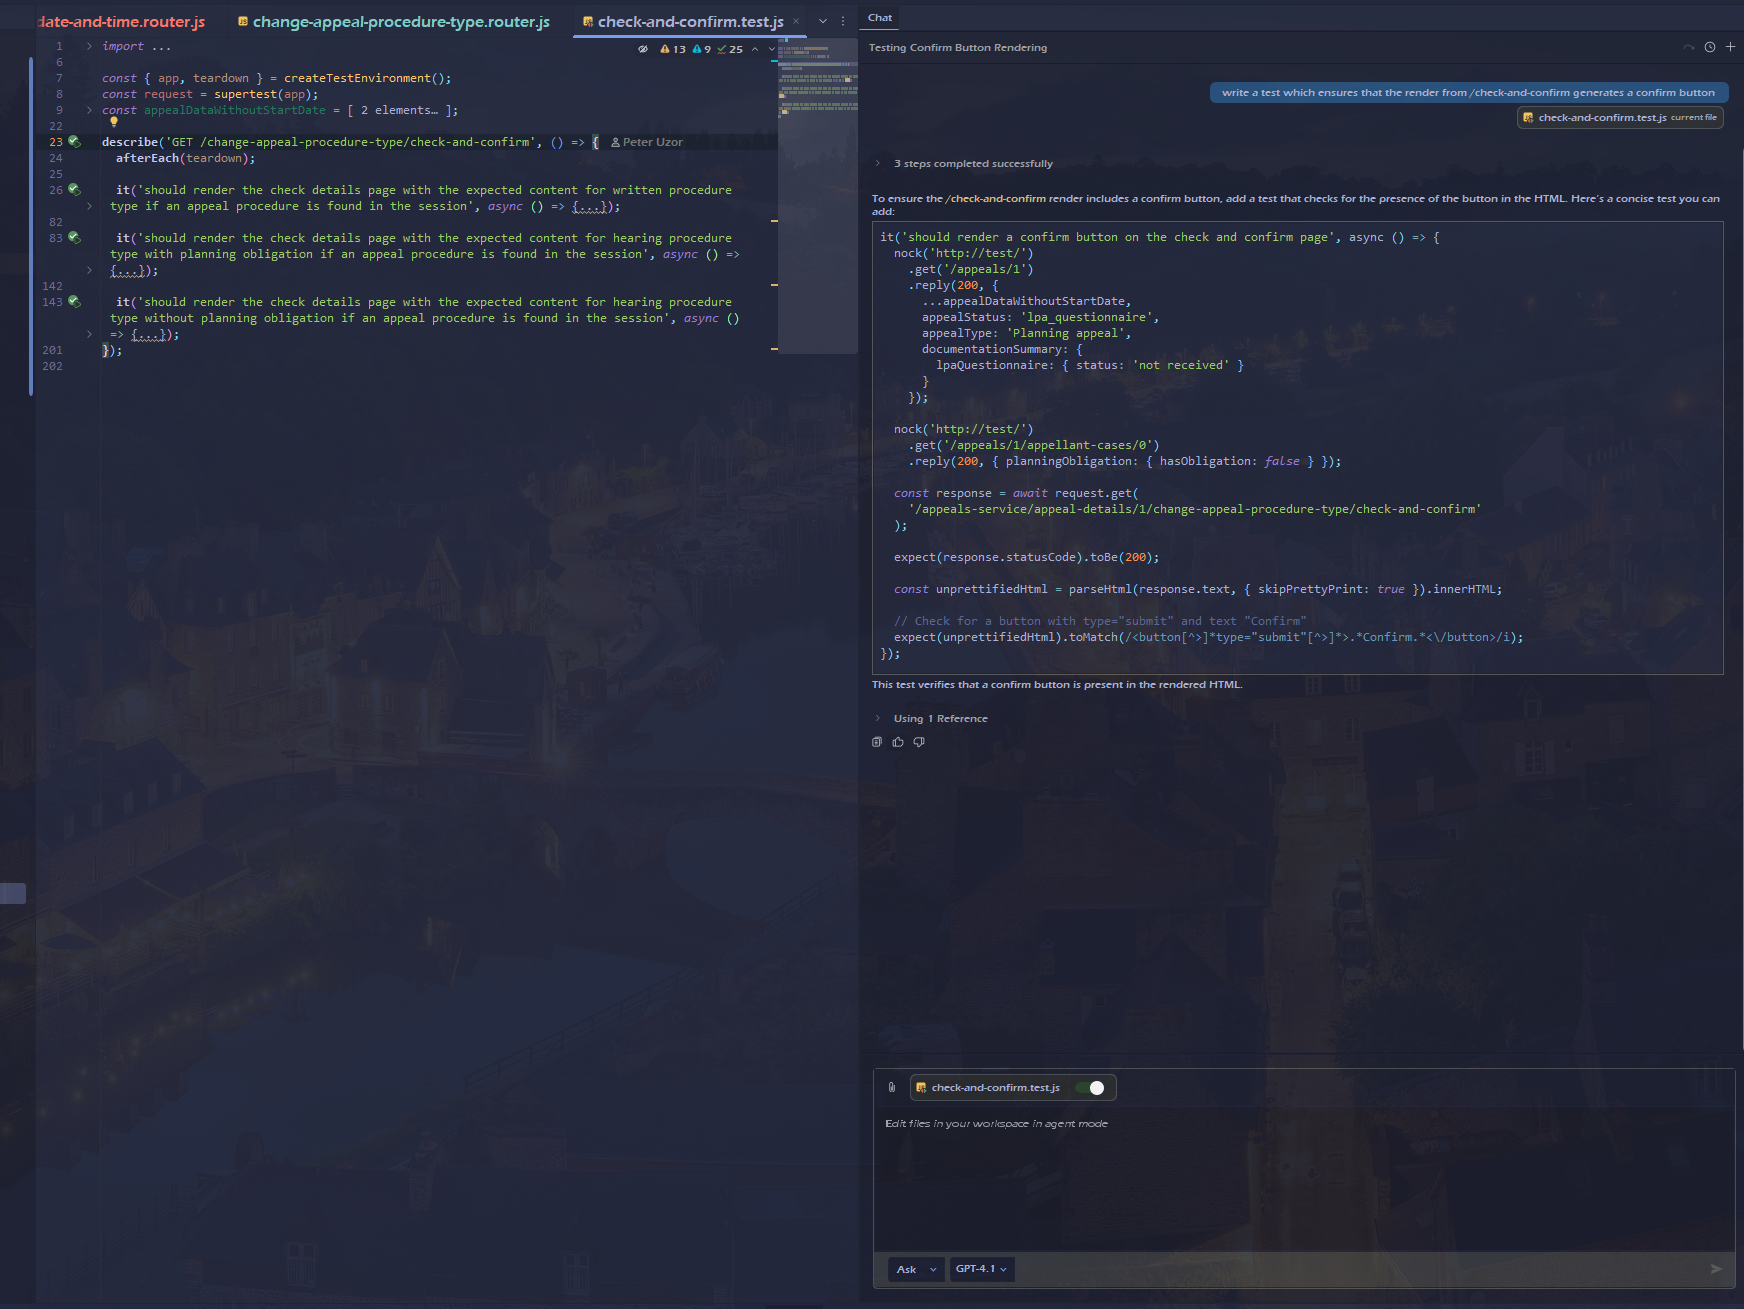 date-and-time.router.js
change-appeal-procedure-type.router.js
check-and-confirm.test.js
13 9 25
1 import ...
6
7 const { app, teardown } = createTestEnvironment();
8 const request = supertest(app);
9 const appealDataWithoutStartDate = [ 2 elements… ];
22
23 describe('GET /change-appeal-procedure-type/check-and-confirm', () => { Peter Uzor
24 afterEach(teardown);
25
26 it('should render the check details page with the expected content for written procedure
type if an appeal procedure is found in the session', async () => {...});
82
83 it('should render the check details page with the expected content for hearing procedure
type with planning obligation if an appeal procedure is found in the session', async () =>
{...});
142
143 it('should render the check details page with the expected content for hearing procedure
type without planning obligation if an appeal procedure is found in the session', async ()
=> {...});
201 });
202
Chat
Testing Confirm Button Rendering
write a test which ensures that the render from /check-and-confirm generates a confirm button
check-and-confirm.test.js current file
3 steps completed successfully
To ensure the /check-and-confirm render includes a confirm button, add a test that checks for the presence of the button in the HTML. Here's a concise test you can
add:
it('should render a confirm button on the check and confirm page', async () => {
nock('http://test/')
.get('/appeals/1')
.reply(200, {
...appealDataWithoutStartDate,
appealStatus: 'lpa_questionnaire',
appealType: 'Planning appeal',
documentationSummary: {
lpaQuestionnaire: { status: 'not received' }
}
});
nock('http://test/')
.get('/appeals/1/appellant-cases/0')
.reply(200, { planningObligation: { hasObligation: false } });
const response = await request.get(
'/appeals-service/appeal-details/1/change-appeal-procedure-type/check-and-confirm'
);
expect(response.statusCode).toBe(200);
const unprettifiedHtml = parseHtml(response.text, { skipPrettyPrint: true }).innerHTML;
// Check for a button with type="submit" and text "Confirm"
expect(unprettifiedHtml).toMatch(/<button[^>]*type="submit"[^>]*>.*Confirm.*<\/button>/i);
});
This test verifies that a confirm button is present in the rendered HTML.
Using 1 Reference
check-and-confirm.test.js
Edit files in your workspace in agent mode
Ask
GPT-4.1